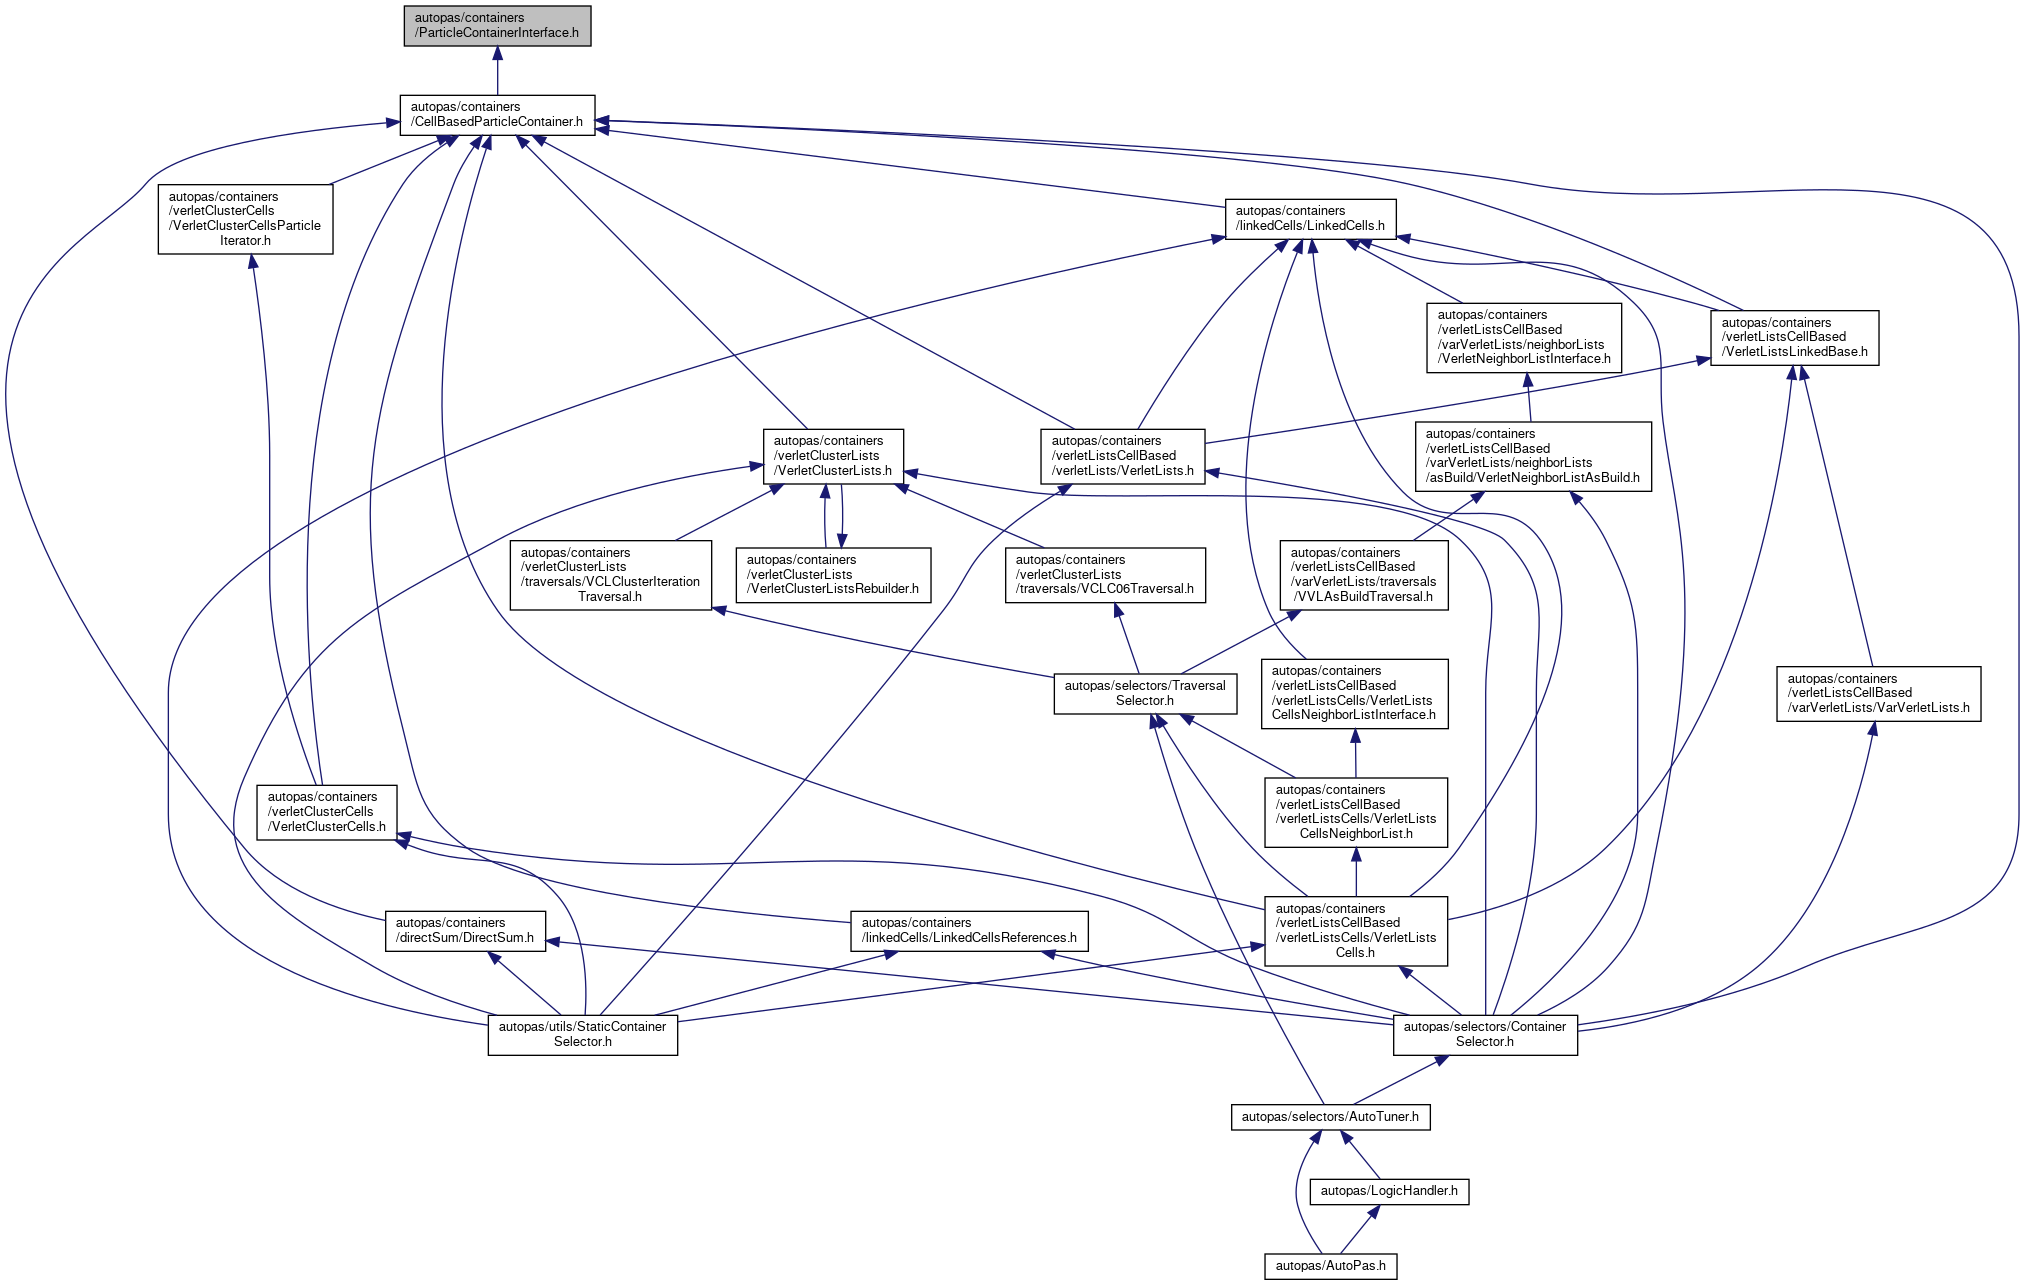 autopas/containers
/ParticleContainerInterface.h
autopas/containers
/CellBasedParticleContainer.h
autopas/containers
/verletClusterCells
/VerletClusterCellsParticle
Iterator.h
autopas/containers
/linkedCells/LinkedCells.h
autopas/containers
/verletListsCellBased
/varVerletLists/neighborLists
/VerletNeighborListInterface.h
autopas/containers
/verletListsCellBased
/VerletListsLinkedBase.h
autopas/containers
/verletClusterLists
/VerletClusterLists.h
autopas/containers
/verletListsCellBased
/verletLists/VerletLists.h
autopas/containers
/verletListsCellBased
/varVerletLists/neighborLists
/asBuild/VerletNeighborListAsBuild.h
autopas/containers
/verletClusterLists
/traversals/VCLClusterIteration
Traversal.h
autopas/containers
/verletClusterLists
/VerletClusterListsRebuilder.h
autopas/containers
/verletClusterLists
/traversals/VCLC06Traversal.h
autopas/containers
/verletListsCellBased
/varVerletLists/traversals
/VVLAsBuildTraversal.h
autopas/selectors/Traversal
Selector.h
autopas/containers
/verletListsCellBased
/verletListsCells/VerletLists
CellsNeighborListInterface.h
autopas/containers
/verletListsCellBased
/varVerletLists/VarVerletLists.h
autopas/containers
/verletClusterCells
/VerletClusterCells.h
autopas/containers
/verletListsCellBased
/verletListsCells/VerletLists
CellsNeighborList.h
autopas/containers
/directSum/DirectSum.h
autopas/containers
/linkedCells/LinkedCellsReferences.h
autopas/containers
/verletListsCellBased
/verletListsCells/VerletLists
Cells.h
autopas/utils/StaticContainer
Selector.h
autopas/selectors/Container
Selector.h
autopas/selectors/AutoTuner.h
autopas/LogicHandler.h
autopas/AutoPas.h